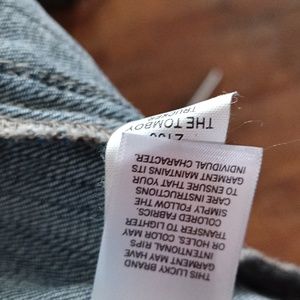 THIS LUCKY BRAND
GARMENT MAY HAVE
INTENTIONAL RIPS
OR HOLES. COLOR MAY
TRANSFER TO LIGHTER
COLORED FABRICS.
SIMPLY FOLLOW THE
CARE INSTRUCTIONS
TO ENSURE THAT YOUR
GARMENT MAINTAINS ITS
INDIVIDUAL CHARACTER.
THE TOMBOY
TRUCKER